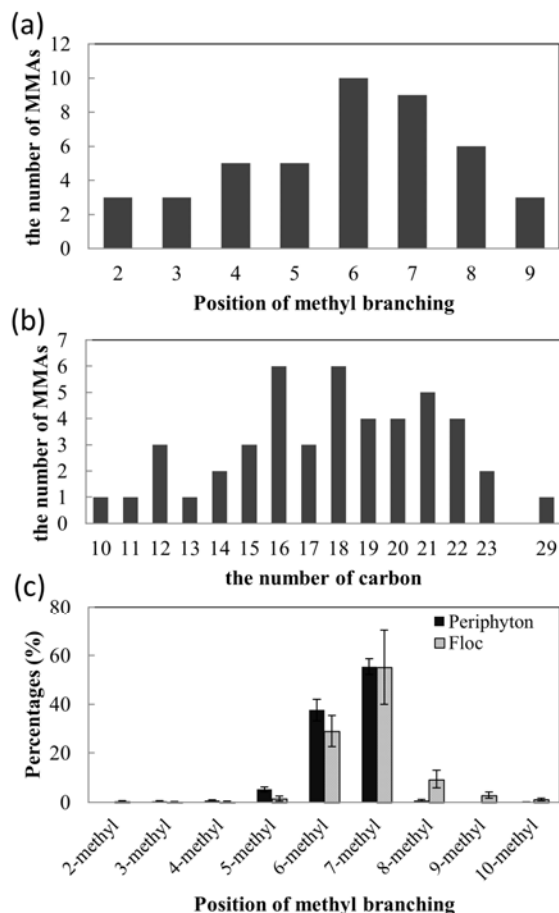 (a)
the number of MMAs
12
10
8
6
4
2
0
2 3 4 5 6 7 8 9
Position of methyl branching
(b)
the number of MMAs
7
6
5
4
3
2
1
0
10 11 12 13 14 15 16 17 18 19 20 21 22 23 29
the number of carbon
(c)
Percentages (%)
80
60
40
20
0
Periphyton
Floc
2-methyl
3-methyl
4-methyl
5-methyl
6-methyl
7-methyl
8-methyl
9-methyl
10-methyl
Position of methyl branching